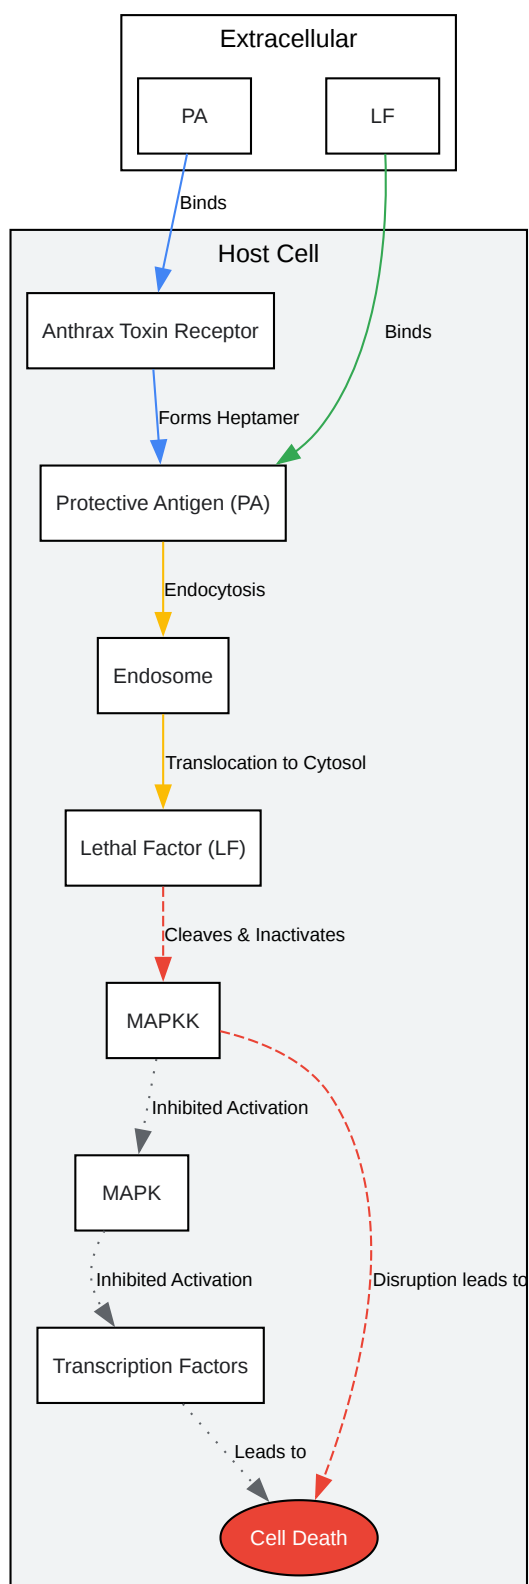 Extracellular
PA
LF
Binds
Host Cell
Anthrax Toxin Receptor
Binds
Forms Heptamer
Protective Antigen (PA)
Endocytosis
Endosome
Translocation to Cytosol
Lethal Factor (LF)
Cleaves & Inactivates
MAPKK
Inhibited Activation
MAPK
Inhibited Activation
Disruption leads to
Transcription Factors
Leads to
Cell Death